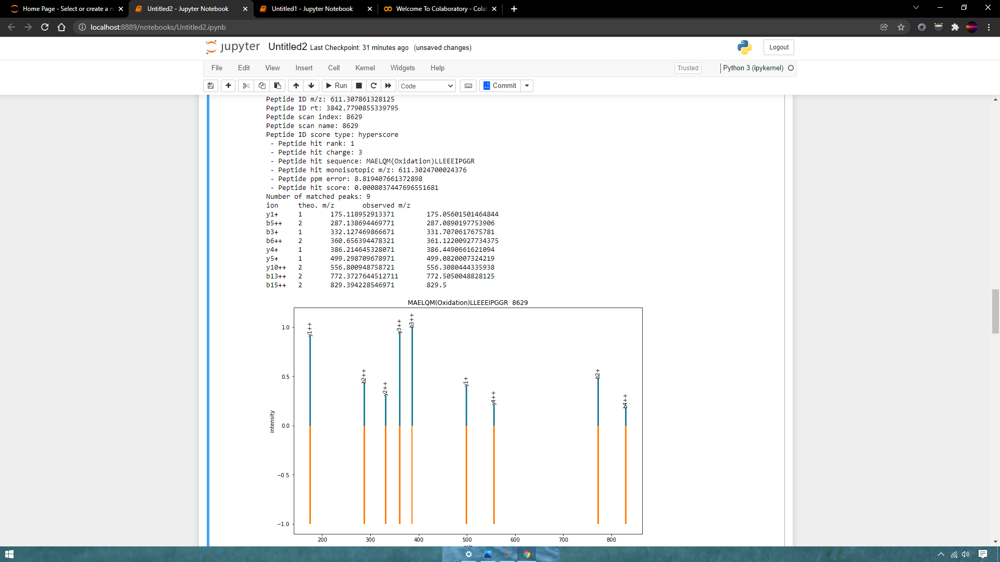 Home Page - Select or create a n
Untitled2 - Jupyter Notebook
Untitled1 - Jupyter Notebook
Welcome To Colaboratory - Cola
localhost:8889/notebooks/Untitled2.ipynb
jupyter Untitled2 Last Checkpoint: 31 minutes ago (unsaved changes)
Logout
File Edit View Insert Cell Kernel Widgets Help
Trusted
Python 3 (ipykernel)
Run
Code
Commit
Peptide ID m/z: 611.307861328125
Peptide ID rt: 3842.7790855339795
Peptide scan index: 8629
Peptide scan name: 8629
Peptide ID score type: hyperscore
- Peptide hit rank: 1
- Peptide hit charge: 3
- Peptide hit sequence: MAELQM(Oxidation)LLEEEIPGGR
- Peptide hit monoisotopic m/z: 611.3024700024376
- Peptide ppm error: 8.819407661372898
- Peptide hit score: 0.0008037447696551681
Number of matched peaks: 9
ion theo. m/z observed m/z
y1+ 1 175.118952913371 175.05601501464844
b5++ 2 287.138694469771 287.0890197753906
b3+ 1 332.127469866671 331.7070617675781
b6++ 2 360.656394478321 361.12200927734375
y4+ 1 386.214645328071 386.4490661621094
y5+ 1 499.298709678971 499.0820007324219
y10++ 2 556.800948758721 556.3080444335938
b13++ 2 772.3727644512711 772.5050048828125
b15++ 2 829.394228546971 829.5
MAELQM(Oxidation)LLEEEIPGGR 8629
y1++
b2++
y2++
y3++
b3++
y1+
y4++
b2+
b4++
intensity
1.0
0.5
0.0
−0.5
−1.0
200 300 400 500 600 700 800